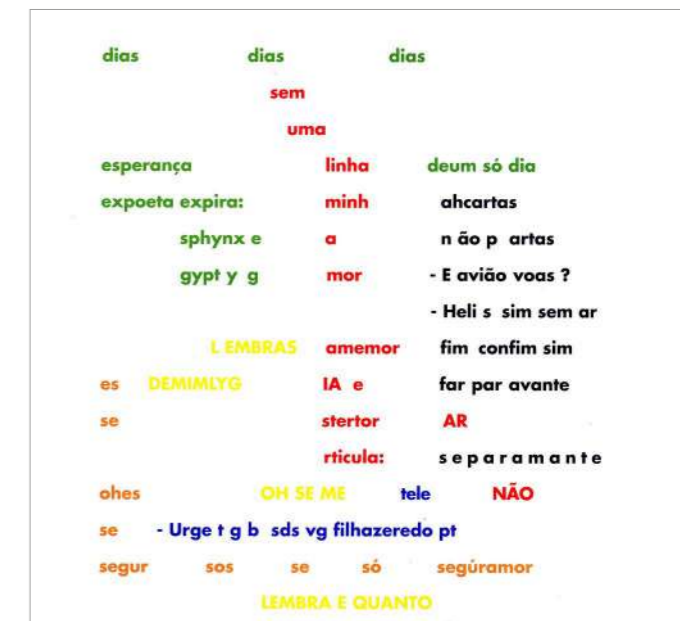 dias dias dias
sem
uma
esperança linha deum só dia
expoeta expira: minh ahcartas
sphynx e a n ão p artas
gypt y g mor - E avião voas ?
- Heli s sim sem ar
L EMBRAS amemor fim confim sim
es DEMIMLYG IA e far par avante
se stertor AR
rticula: s e p a r a m a n t e
ohes OH SE ME tele NÃO
se - Urge t g b sds vg filhazeredo pt
segur sos se só segúramor
LEMBRA E QUANTO